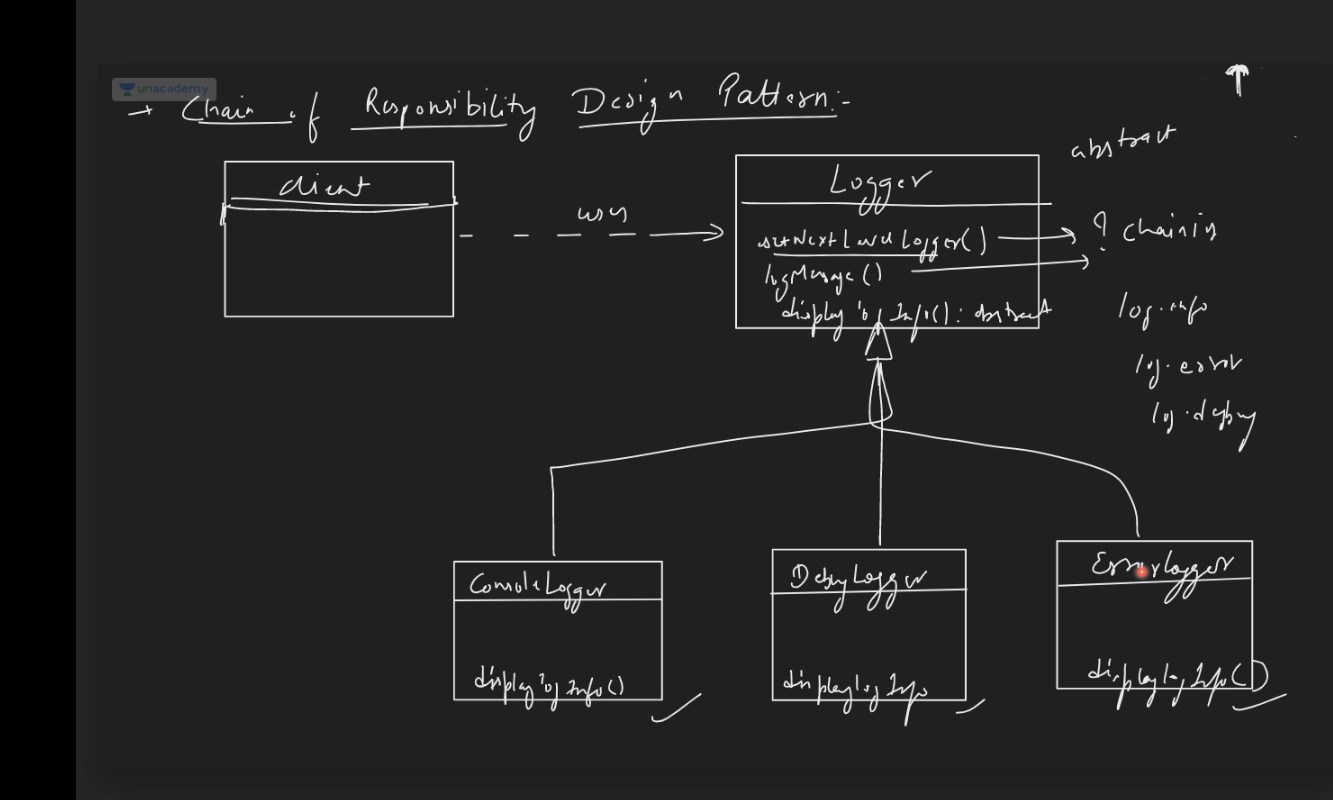 unacademy
→ Chain of Responsibility Design Pattern:-
client
uses
Logger
abstract
setNextLevelLogger()
? chaining
logMessage()
displaylogInfo(): abstract
log.info
log.error
log.debug
ConsoleLogger
displaylogInfo()
DebugLogger
displaylogInfo
ErrorLogger
displaylogInfo()